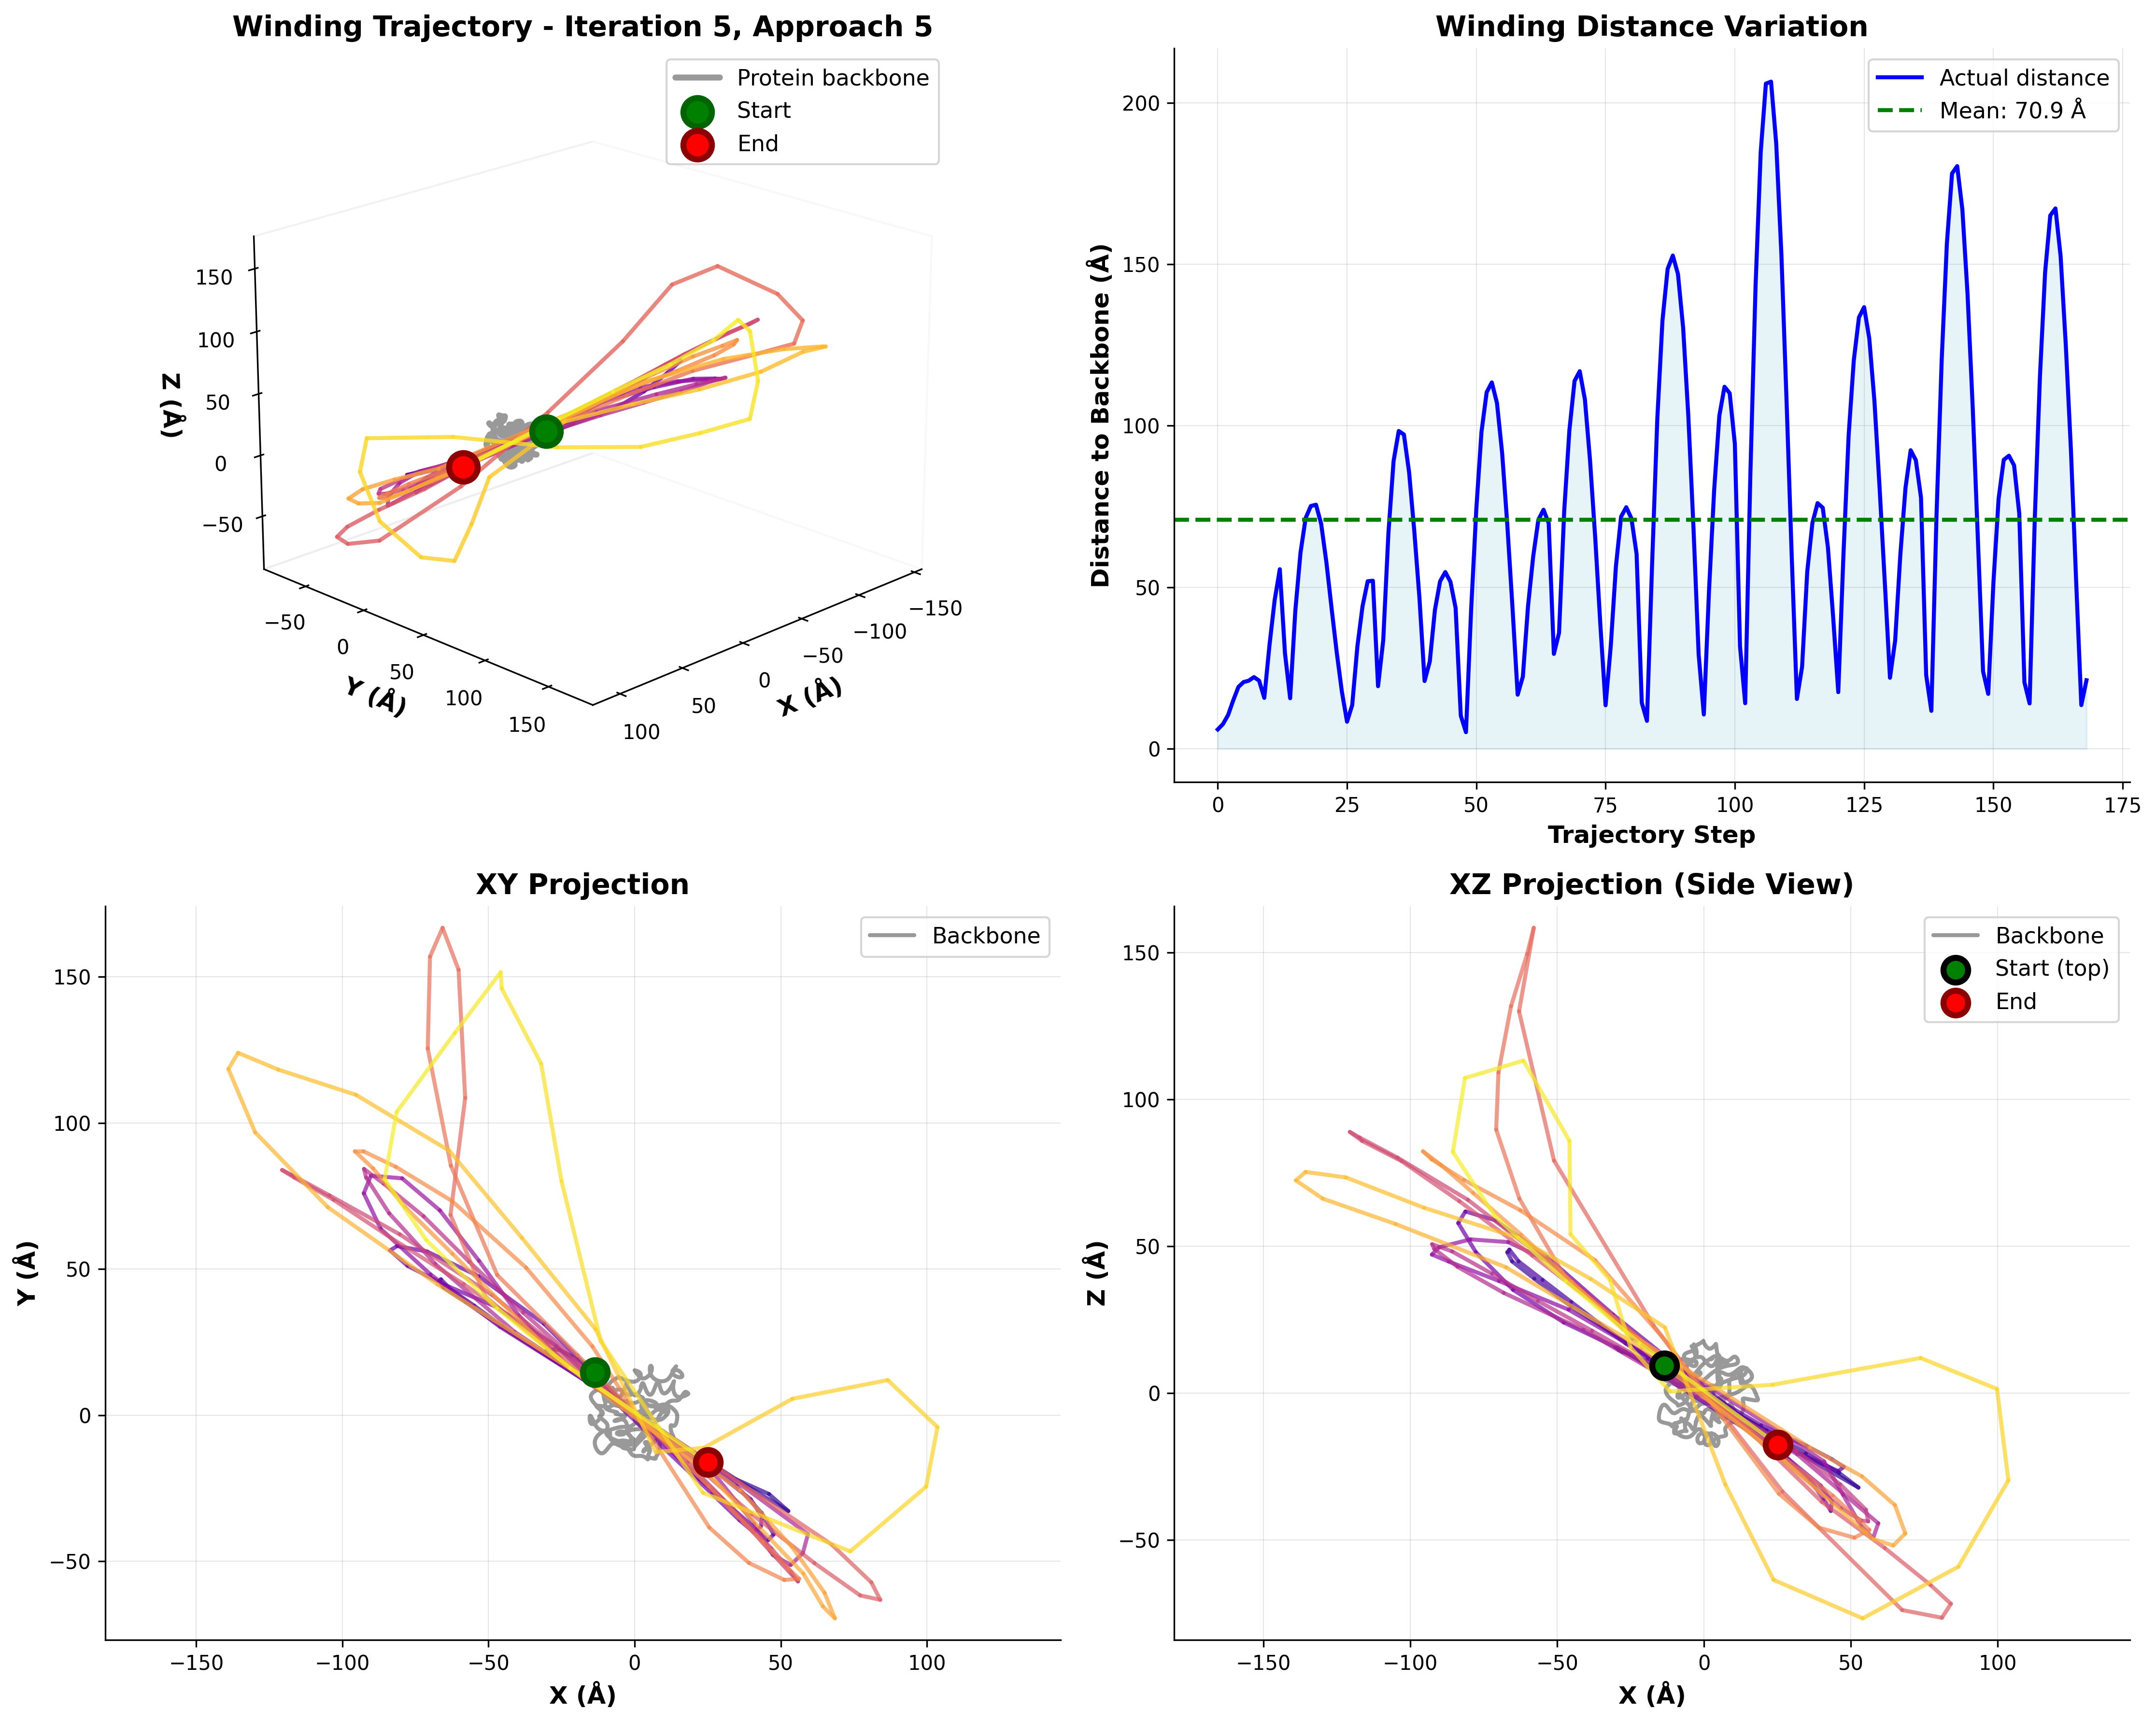 Winding Trajectory - Iteration 5, Approach 5
Protein backbone
Start
End
150
100
50
0
−50
Z (Å)
−50
0
50
100
150
Y (Å)
100
50
0
−50
−100
−150
X (Å)
Winding Distance Variation
Actual distance
Mean: 70.9 Å
200
150
100
50
0
Distance to Backbone (Å)
0
25
50
75
100
125
150
175
Trajectory Step
XY Projection
Backbone
150
100
50
0
−50
Y (Å)
−150
−100
−50
0
50
100
X (Å)
XZ Projection (Side View)
Backbone
Start (top)
End
150
100
50
0
−50
Z (Å)
−150
−100
−50
0
50
100
X (Å)